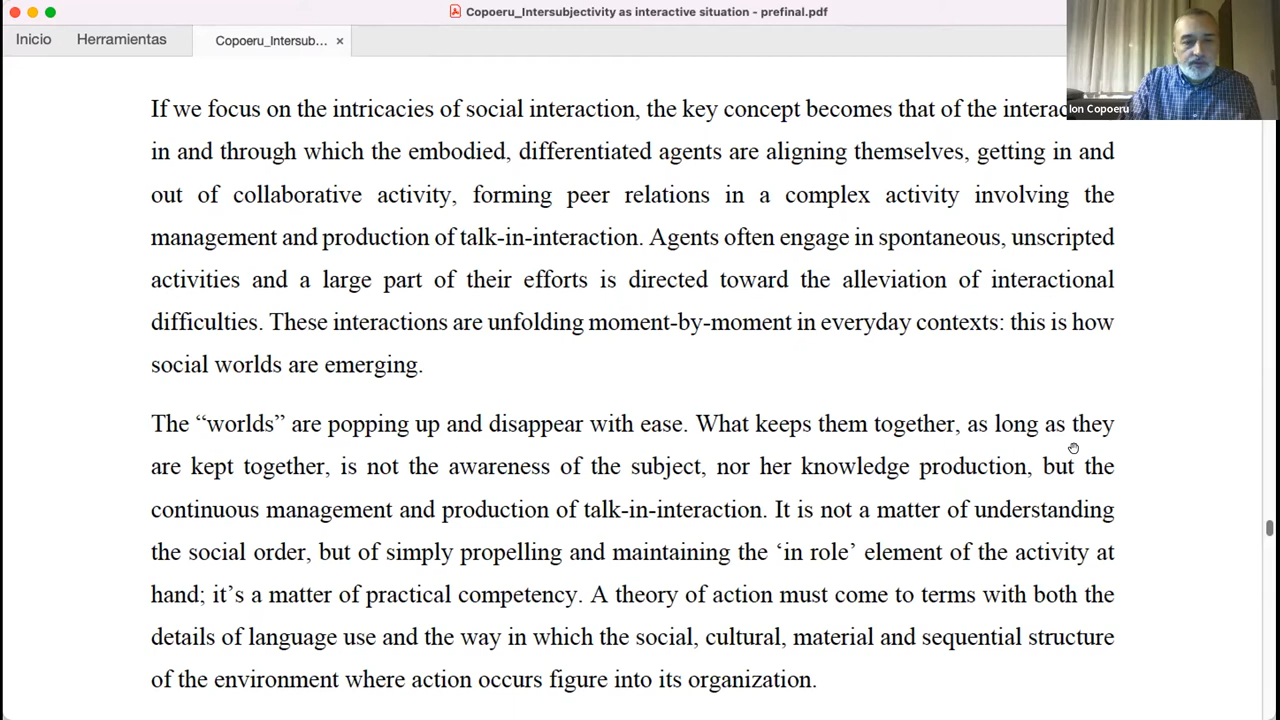 Copoeru_Intersubjectivity as interactive situation - prefinal.pdf
Inicio Herramientas Copoeru_Intersub... ×
Ion Copoeru
If we focus on the intricacies of social interaction, the key concept becomes that of the
in and through which the embodied, differentiated agents are aligning themselves, getting in and
out of collaborative activity, forming peer relations in a complex activity involving the
management and production of talk-in-interaction. Agents often engage in spontaneous, unscripted
activities and a large part of their efforts is directed toward the alleviation of interactional
difficulties. These interactions are unfolding moment-by-moment in everyday contexts: this is how
social worlds are emerging.
The “worlds” are popping up and disappear with ease. What keeps them together, as long as they
are kept together, is not the awareness of the subject, nor her knowledge production, but the
continuous management and production of talk-in-interaction. It is not a matter of understanding
the social order, but of simply propelling and maintaining the ‘in role’ element of the activity at
hand; it’s a matter of practical competency. A theory of action must come to terms with both the
details of language use and the way in which the social, cultural, material and sequential structure
of the environment where action occurs figure into its organization.